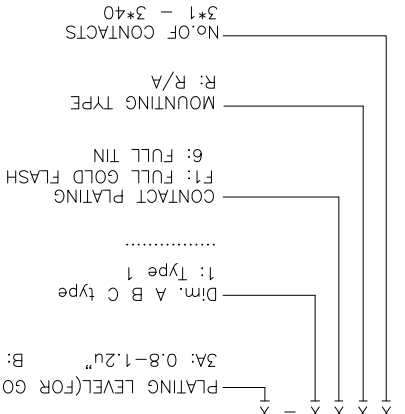 X X X X – X
PLATING LEVEL(FOR GO
3A: 0.8-1.2u" B:
Dim. A B C type
1: Type 1
................
CONTACT PLATING
F1: FULL GOLD FLASH
6: FULL TIN
MOUNTING TYPE
R: R/A
No.OF CONTACTS
3*1 - 3*40